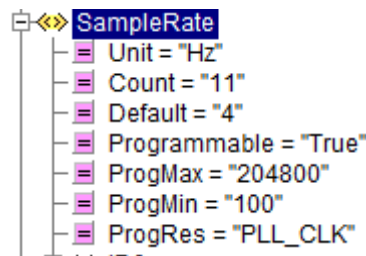 SampleRate
Unit = "Hz"
Count = "11"
Default = "4"
Programmable = "True"
ProgMax = "204800"
ProgMin = "100"
ProgRes = "PLL_CLK"